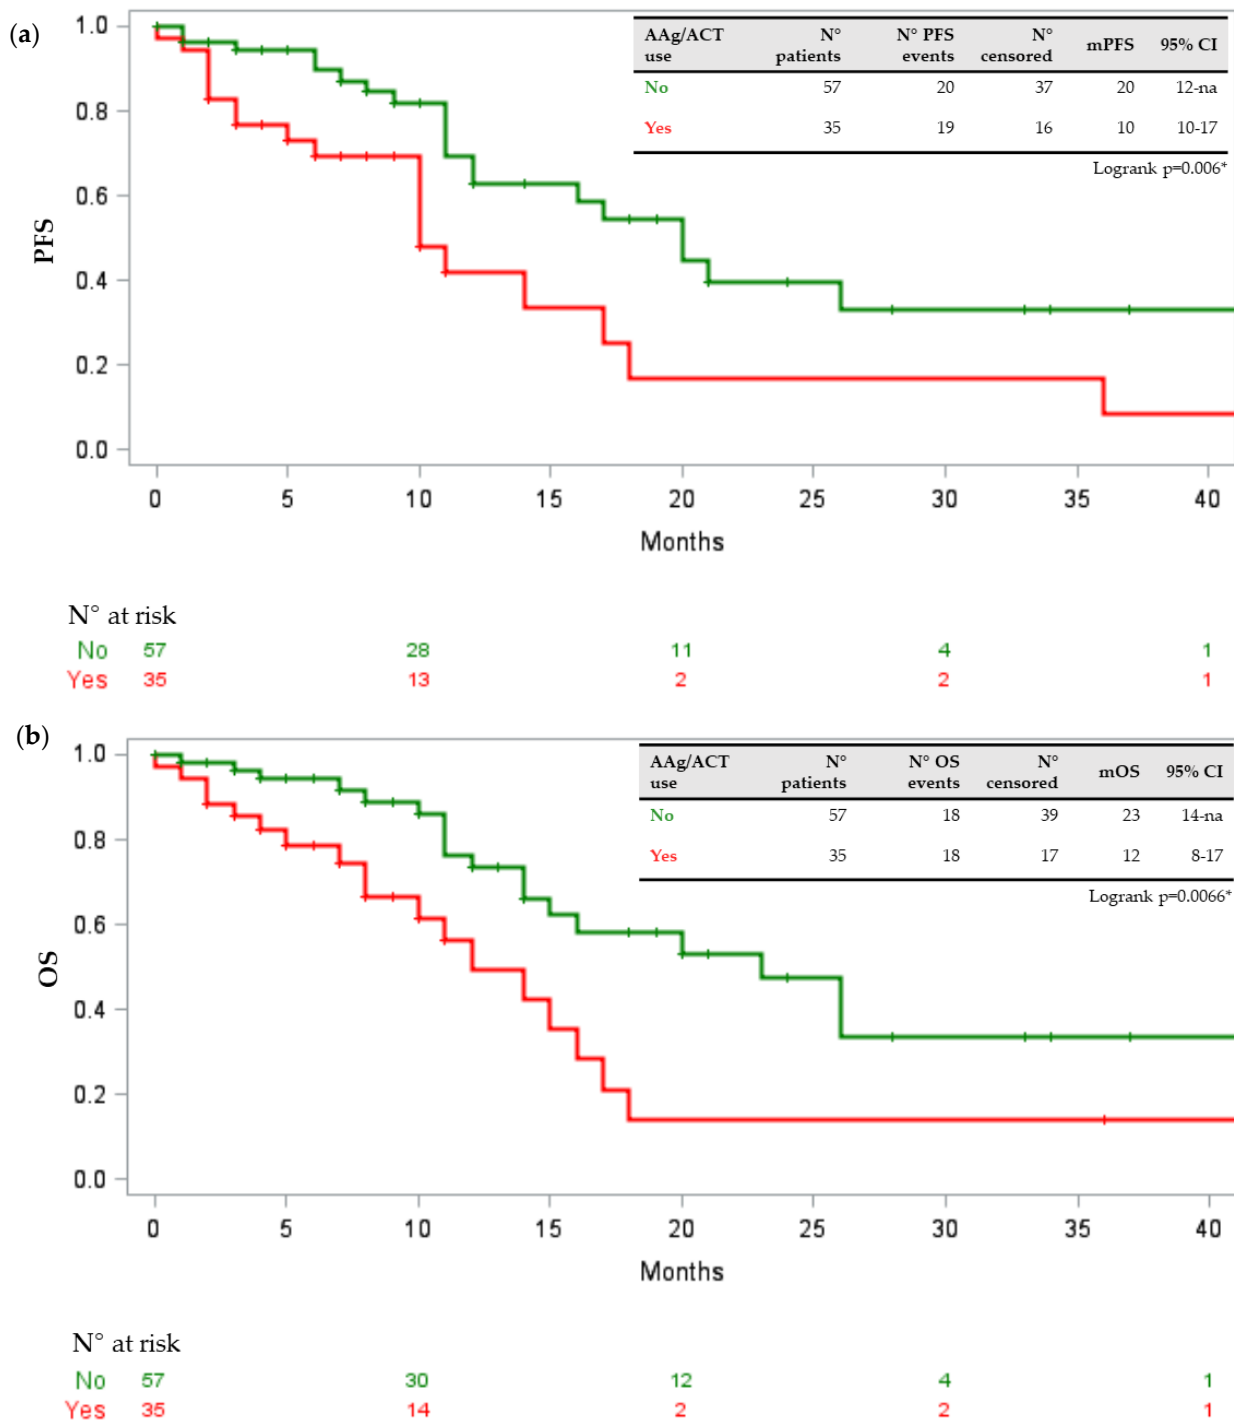 (a)
AAg/ACT use N° patients N° PFS events N° censored mPFS 95% CI
No 57 20 37 20 12-na
Yes 35 19 16 10 10-17
Logrank p=0.006*
PFS
1.0
0.8
0.6
0.4
0.2
0.0
0 5 10 15 20 25 30 35 40
Months
N° at risk
No 57 28 11 4 1
Yes 35 13 2 2 1
(b)
AAg/ACT use N° patients N° OS events N° censored mOS 95% CI
No 57 18 39 23 14-na
Yes 35 18 17 12 8-17
Logrank p=0.0066*
OS
1.0
0.8
0.6
0.4
0.2
0.0
0 5 10 15 20 25 30 35 40
Months
N° at risk
No 57 30 12 4 1
Yes 35 14 2 2 1